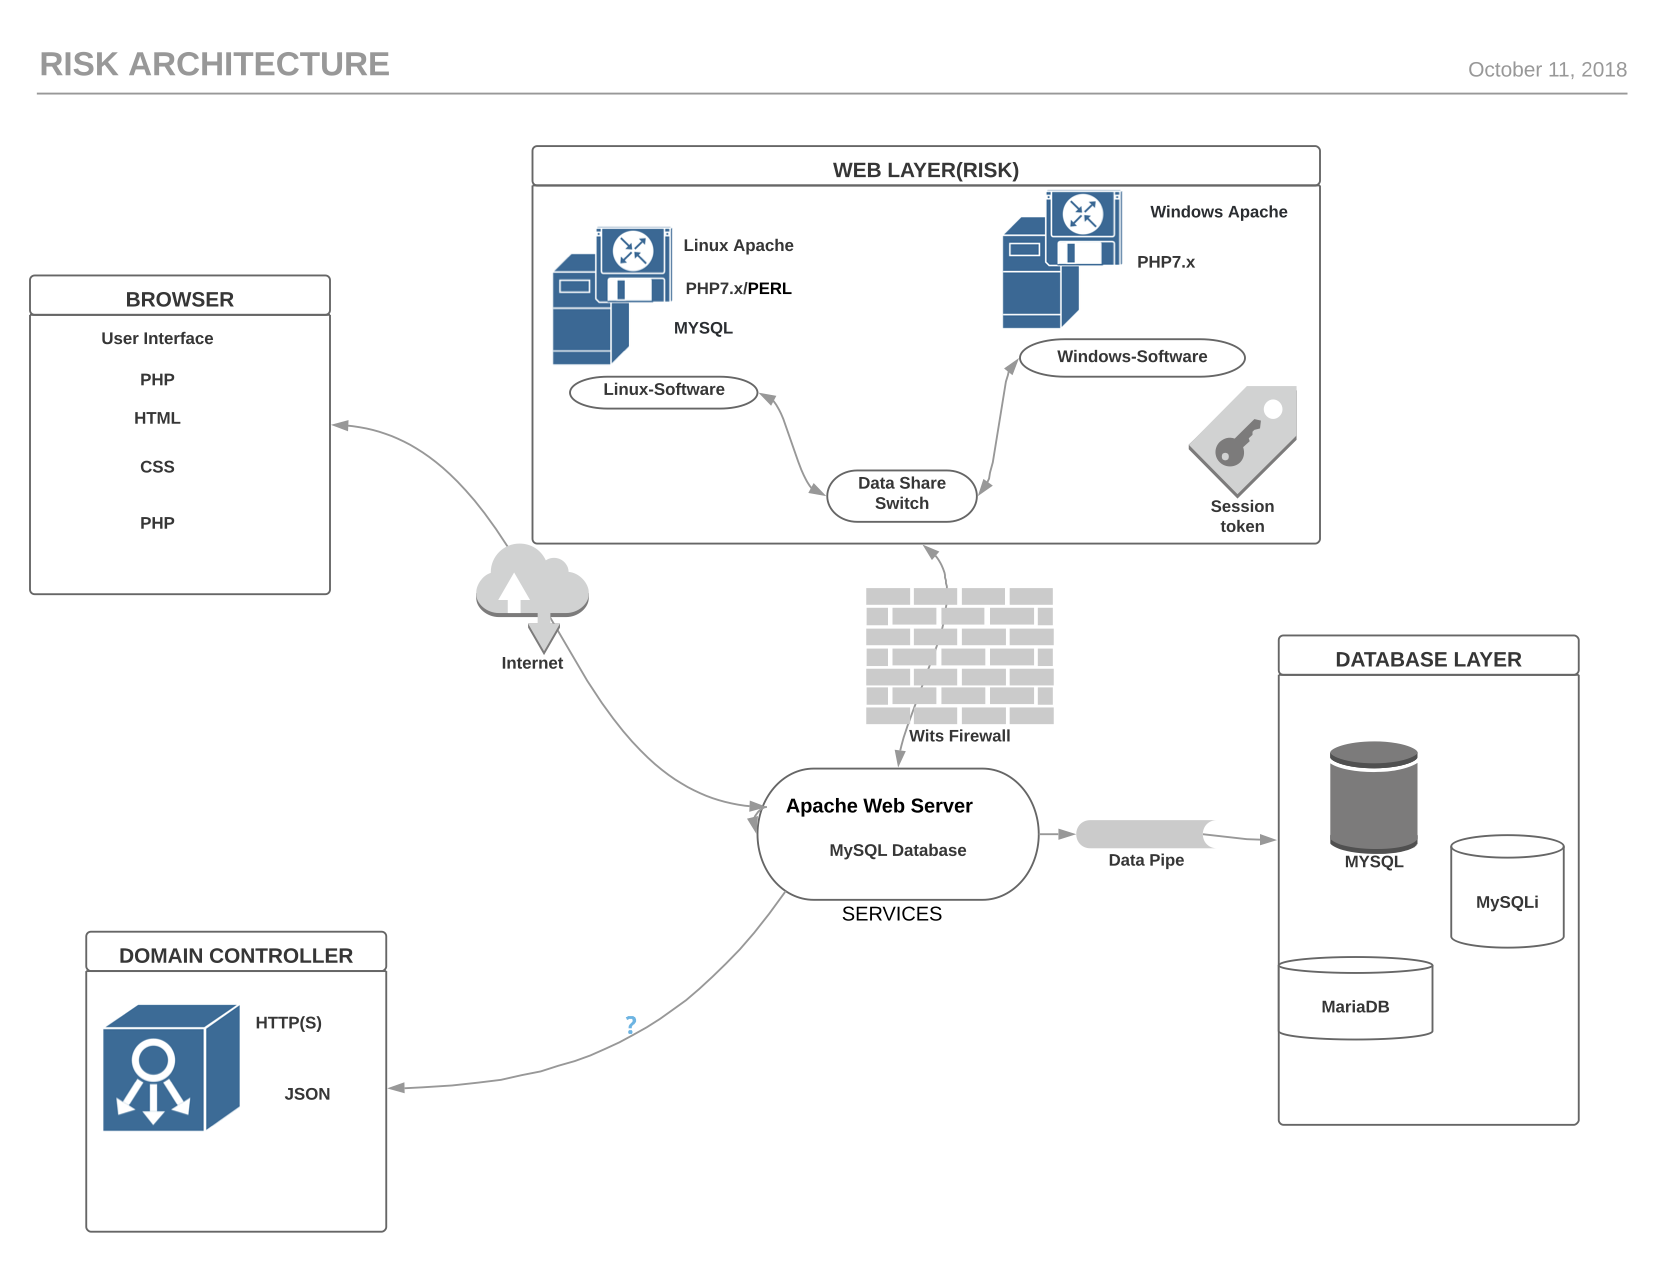 RISK ARCHITECTURE
October 11, 2018
WEB LAYER(RISK)
Linux Apache
PHP7.x/PERL
MYSQL
Linux-Software
Windows Apache
PHP7.x
Windows-Software
Data Share
Switch
Session
token
BROWSER
User Interface
PHP
HTML
CSS
PHP
Internet
Wits Firewall
Apache Web Server
MySQL Database
SERVICES
Data Pipe
DATABASE LAYER
MYSQL
MySQLi
MariaDB
DOMAIN CONTROLLER
HTTP(S)
JSON
?